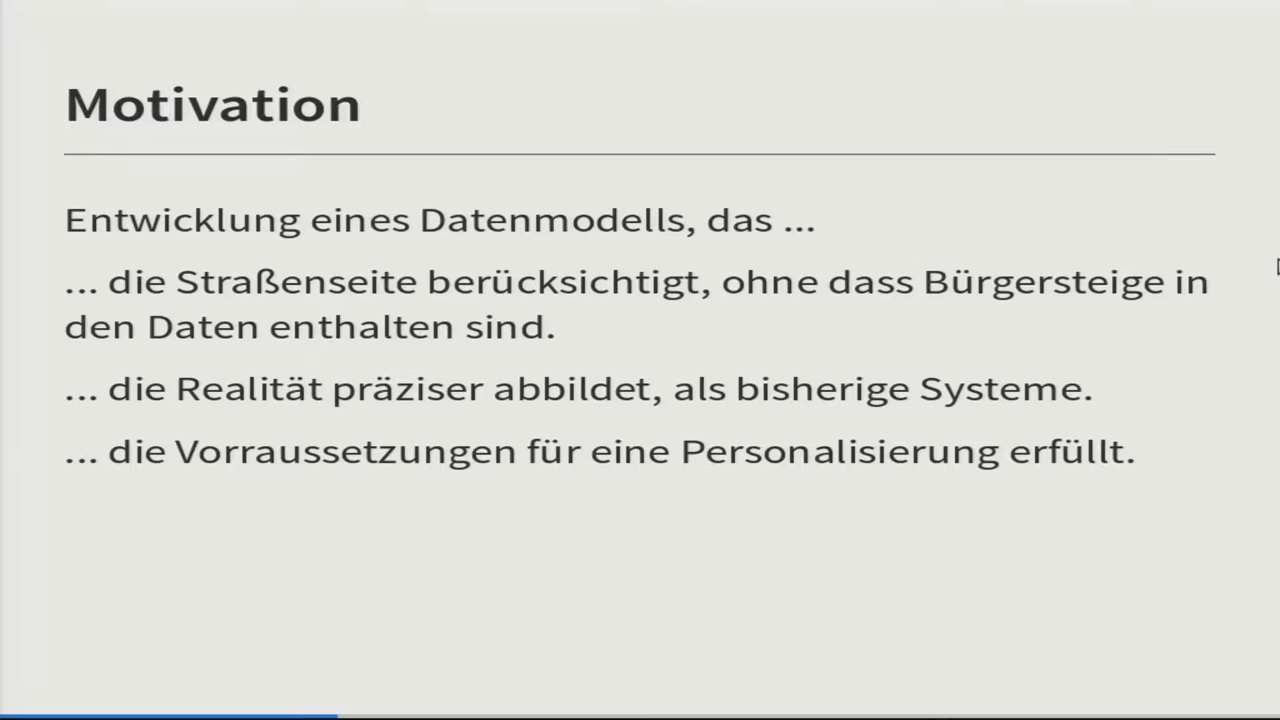 Motivation
Entwicklung eines Datenmodells, das ...
... die Straßenseite berücksichtigt, ohne dass Bürgersteige in
den Daten enthalten sind.
... die Realität präziser abbildet, als bisherige Systeme.
... die Vorraussetzungen für eine Personalisierung erfüllt.